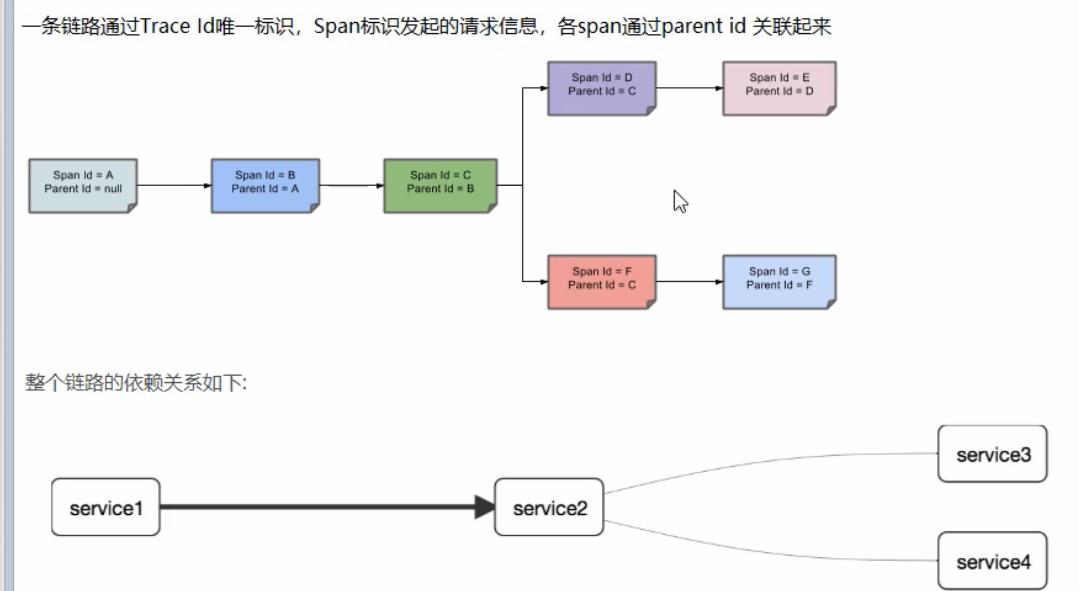 一条链路通过Trace Id唯一标识，Span标识发起的请求信息，各span通过parent id 关联起来
Span Id = D
Parent Id = C
Span Id = E
Parent Id = D
Span Id = A
Parent Id = null
Span Id = B
Parent Id = A
Span Id = C
Parent Id = B
Span Id = F
Parent Id = C
Span Id = G
Parent Id = F
整个链路的依赖关系如下:
service3
service1
service2
service4